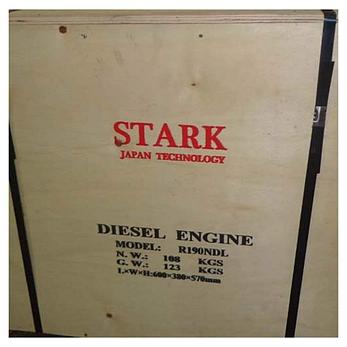 STARK
JAPAN TECHNOLOGY
DIESEL ENGINE
MODEL: R190NDL
N. W.: 108 KGS
G. W.: 123 KGS
L×W×H:600×380×570mm